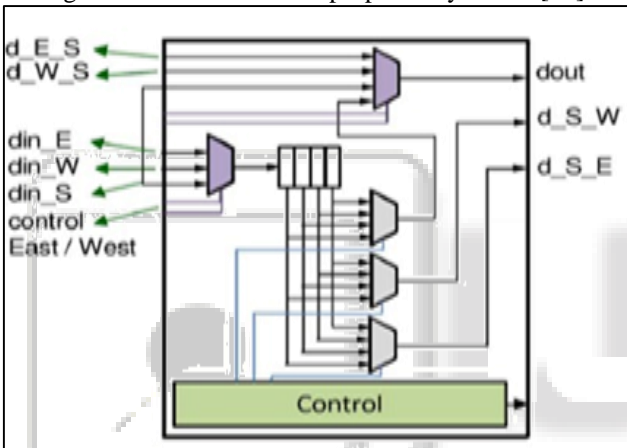 d_E_S
d_W_S
din_E
din_W
din_S
control
East / West
dout
d_S_W
d_S_E
Control